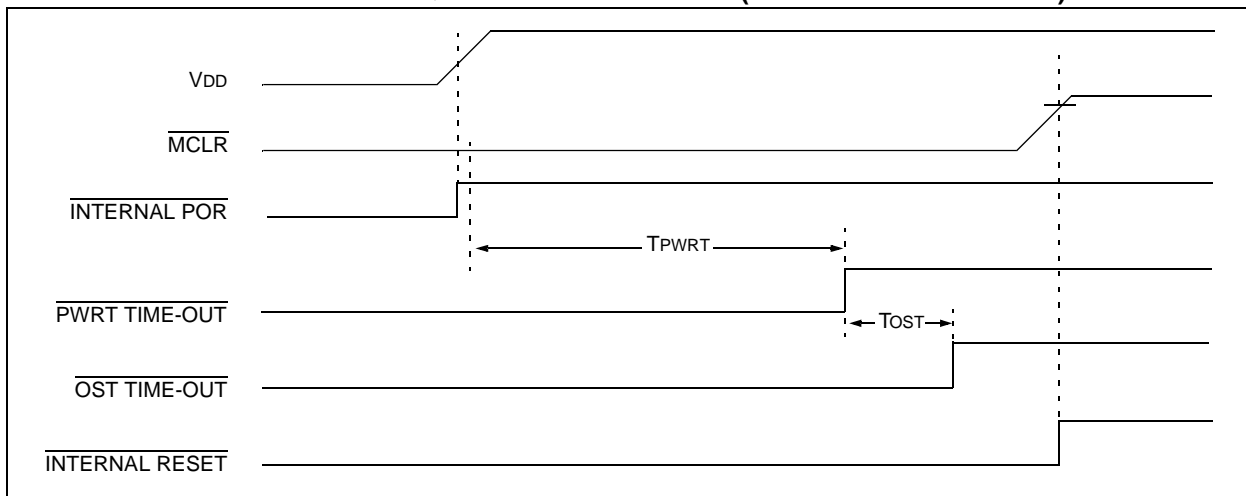 VDD
MCLR
INTERNAL POR
TPWRT
PWRT TIME-OUT
TOST
OST TIME-OUT
INTERNAL RESET